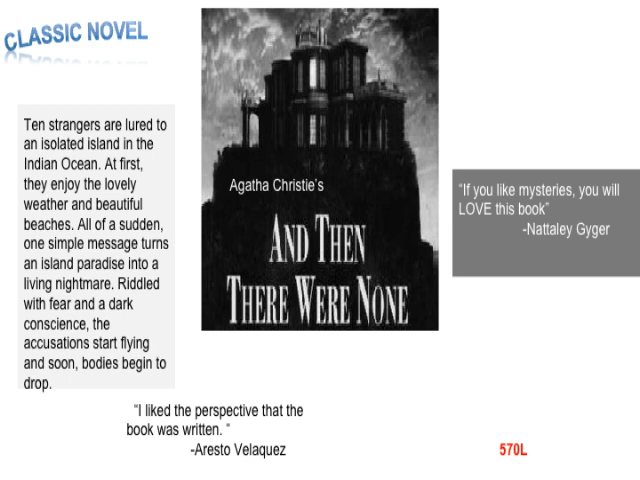 CLASSIC NOVEL
Ten strangers are lured to
an isolated island in the
Indian Ocean. At first,
they enjoy the lovely
weather and beautiful
beaches. All of a sudden,
one simple message turns
an island paradise into a
living nightmare. Riddled
with fear and a dark
conscience, the
accusations start flying
and soon, bodies begin to
drop.
Agatha Christie's
AND THEN
THERE WERE NONE
"If you like mysteries, you will
LOVE this book"
-Nattaley Gyger
"I liked the perspective that the
book was written. "
-Aresto Velaquez
570L